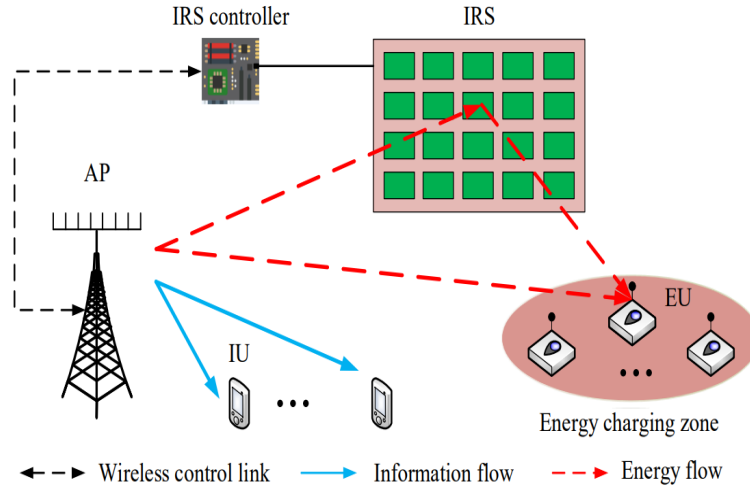 IRS controller
IRS
AP
EU
IU
Energy charging zone
Wireless control link
Information flow
Energy flow